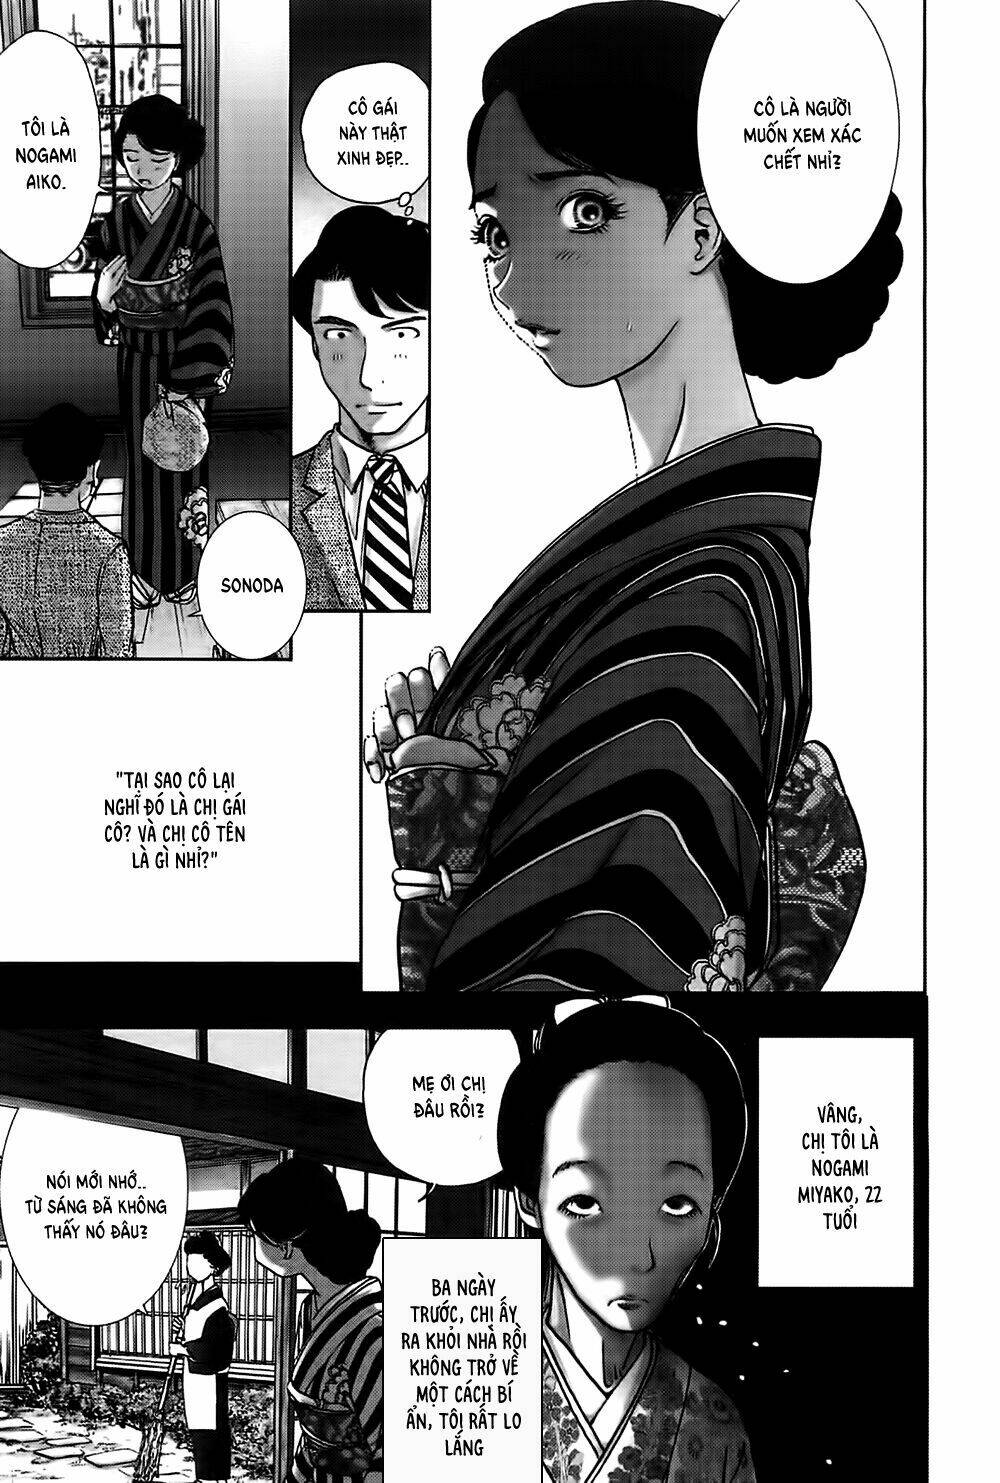 CÔ LÀ NGƯỜI
MUỐN XEM XÁC
CHẾT NHỈ?
CÔ GÁI
NÀY THẬT
XINH ĐẸP..
TÔI LÀ
NOGAMI
AIKO.
SONODA
"TẠI SAO CÔ LẠI
NGHĨ ĐÓ LÀ CHỊ GÁI
CÔ? VÀ CHỊ CÔ TÊN
LÀ GÌ NHỈ?"
VÂNG,
CHỊ TÔI LÀ
NOGAMI
MIYAKO, 22
TUỔI
MẸ ƠI CHỊ
ĐÂU RỒI?
NÓI MỚI NHỚ..
TỪ SÁNG ĐÃ KHÔNG
THẤY NÓ ĐÂU?
BA NGÀY
TRƯỚC, CHỊ ẤY
RA KHỎI NHÀ RỒI
KHÔNG TRỞ VỀ
MỘT CÁCH BÍ
ẨN, TÔI RẤT LO
LẮNG